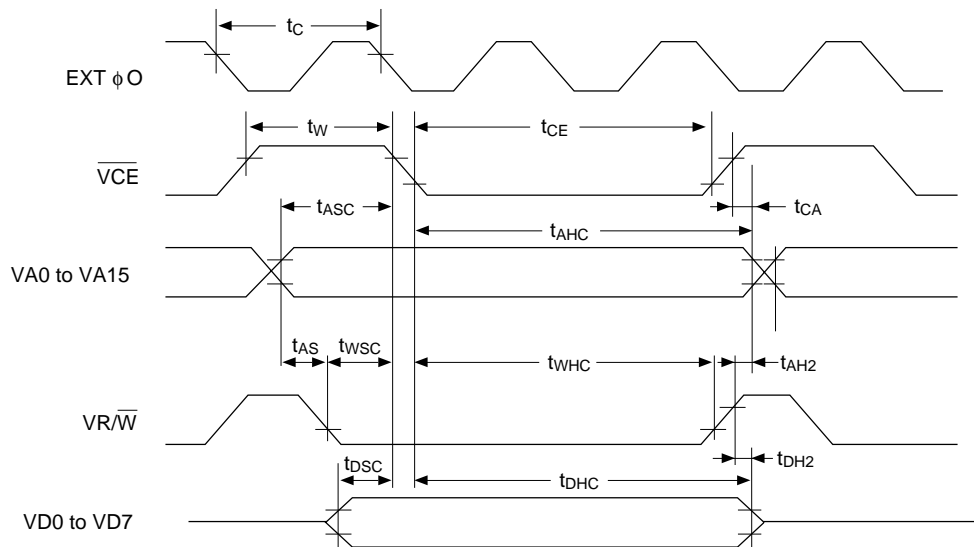 tC
EXT ϕO
tW
tCE
VCE
tASC
tCA
tAHC
VA0 to VA15
tAS
tWSC
tWHC
tAH2
VR/W
tDSC
tDHC
tDH2
VD0 to VD7